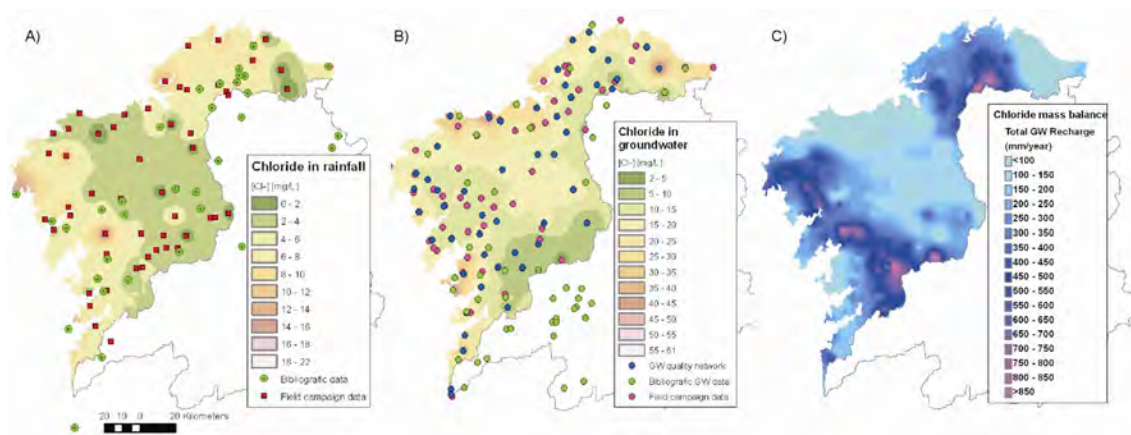 A)
Chloride in rainfall
[Cl-] [mg/L]
0 - 2
2 - 4
4 - 6
6 - 8
8 - 10
10 - 12
12 - 14
14 - 16
16 - 18
18 - 22
Bibliografic data
Field campaign data
20 10 0 20 Kilometers
B)
Chloride in
groundwater
[Cl-] [mg/L]
2 - 5
5 - 10
10 - 15
15 - 20
20 - 25
25 - 30
30 - 35
35 - 40
40 - 45
45 - 50
50 - 55
55 - 61
GW quality network
Bibliografic GW data
Field campaign data
C)
Chloride mass balance
Total GW Recharge
(mm/year)
<100
100 - 150
150 - 200
200 - 250
250 - 300
300 - 350
350 - 400
400 - 450
450 - 500
500 - 550
550 - 600
600 - 650
650 - 700
700 - 750
750 - 800
800 - 850
>850